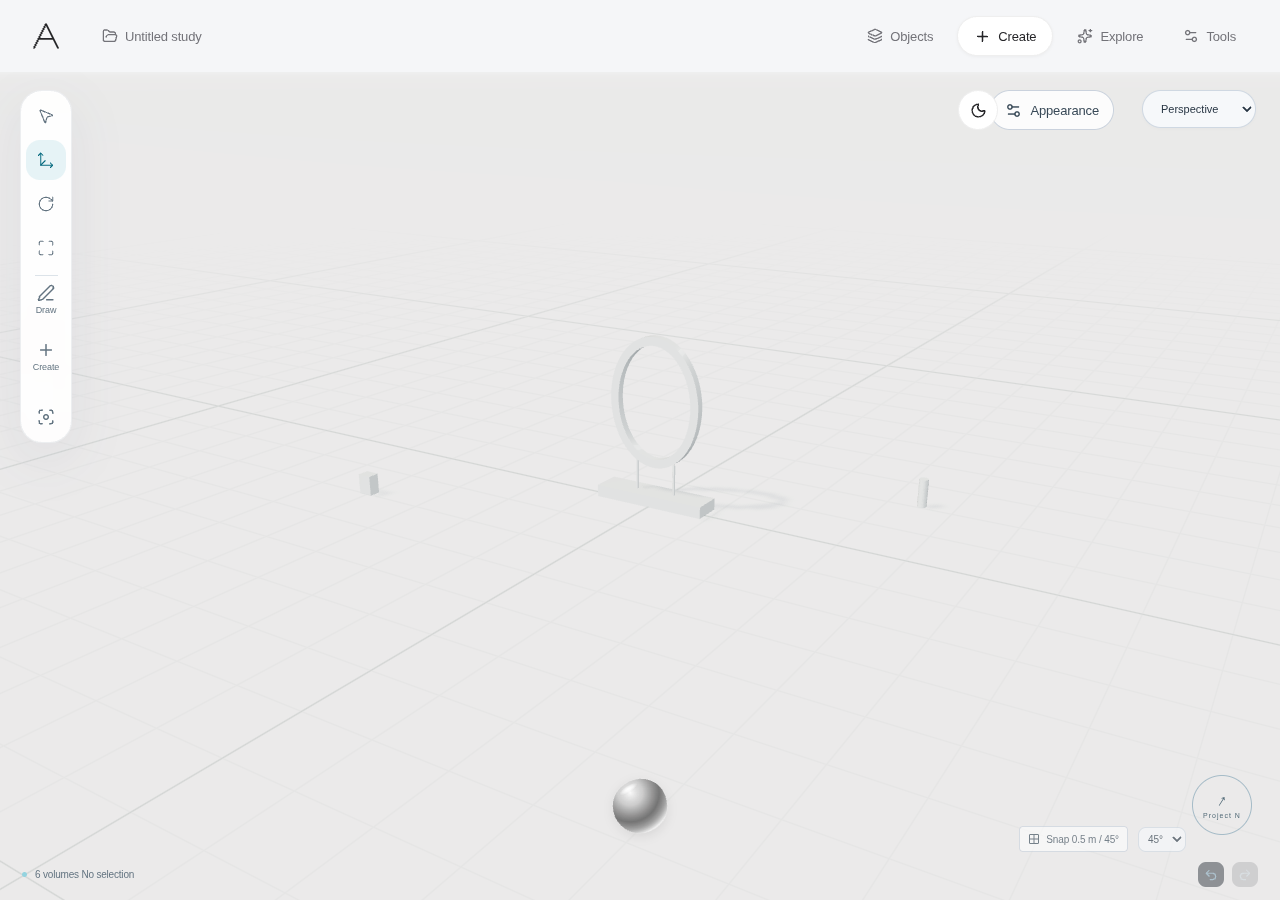 Untitled study
Objects
Create
Explore
Tools
Appearance
Perspective
Draw
Create
Project N
Snap 0.5 m / 45°
45°
6 volumes No selection